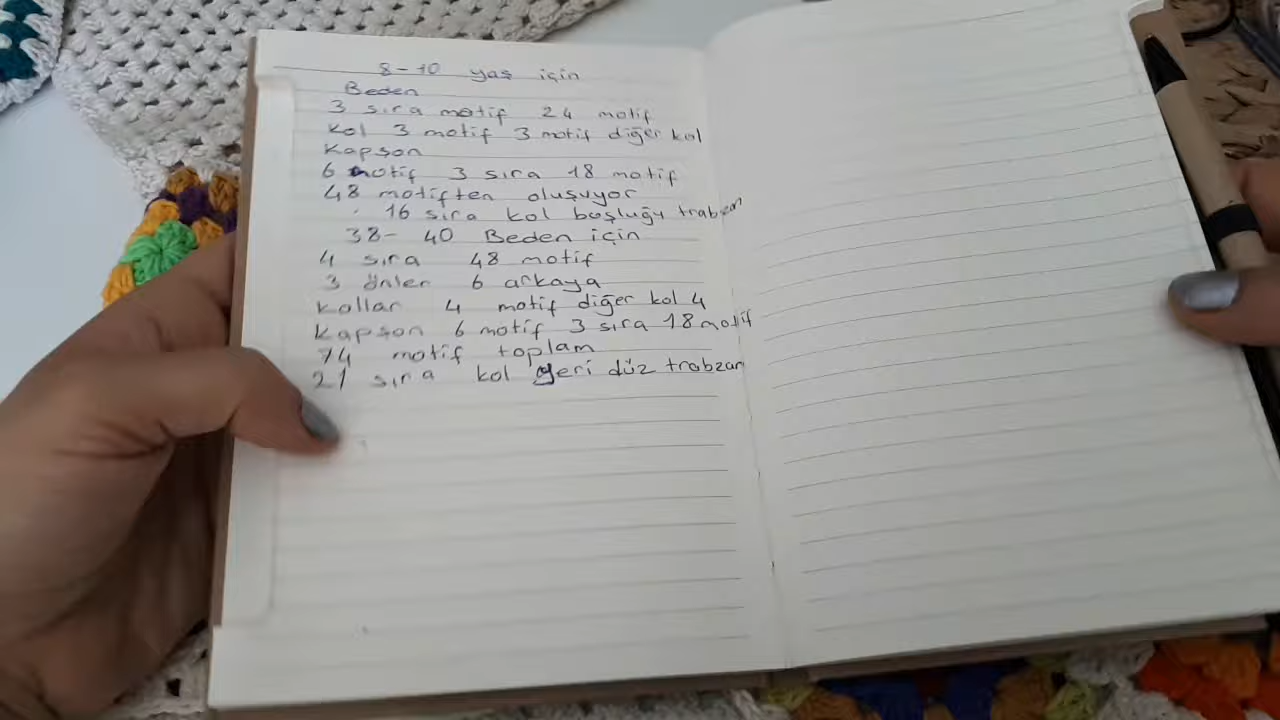 8-10 yaş için
Beden
3 sıra motif 24 motif
kol 3 motif 3 motif diğer kol
Kapşon
6 motif 3 sıra 18 motif
48 motiften oluşuyor
16 sıra kol boşluğu trabzan
38- 40 Beden için
4 sıra 48 motif
3 önler 6 arkaya
kollar 4 motif diğer kol 4
kapşon 6 motif 3 sıra 18 motif
74 motif toplam
21 sıra kol yeri düz trabzan